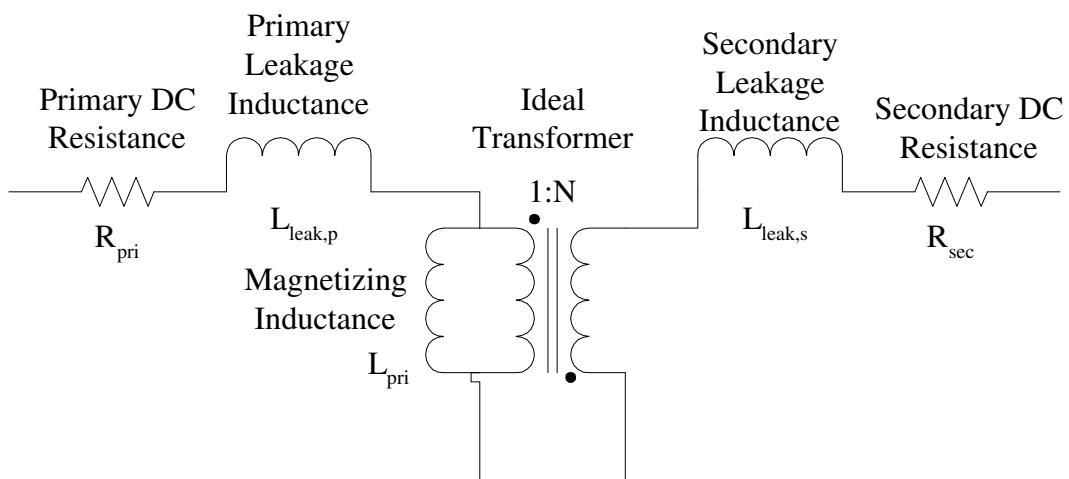 Primary
Leakage
Inductance
Primary DC
Resistance
Ideal
Transformer
Secondary
Leakage
Inductance
Secondary DC
Resistance
1:N
R_pri
L_leak,p
L_leak,s
R_sec
Magnetizing
Inductance
L_pri